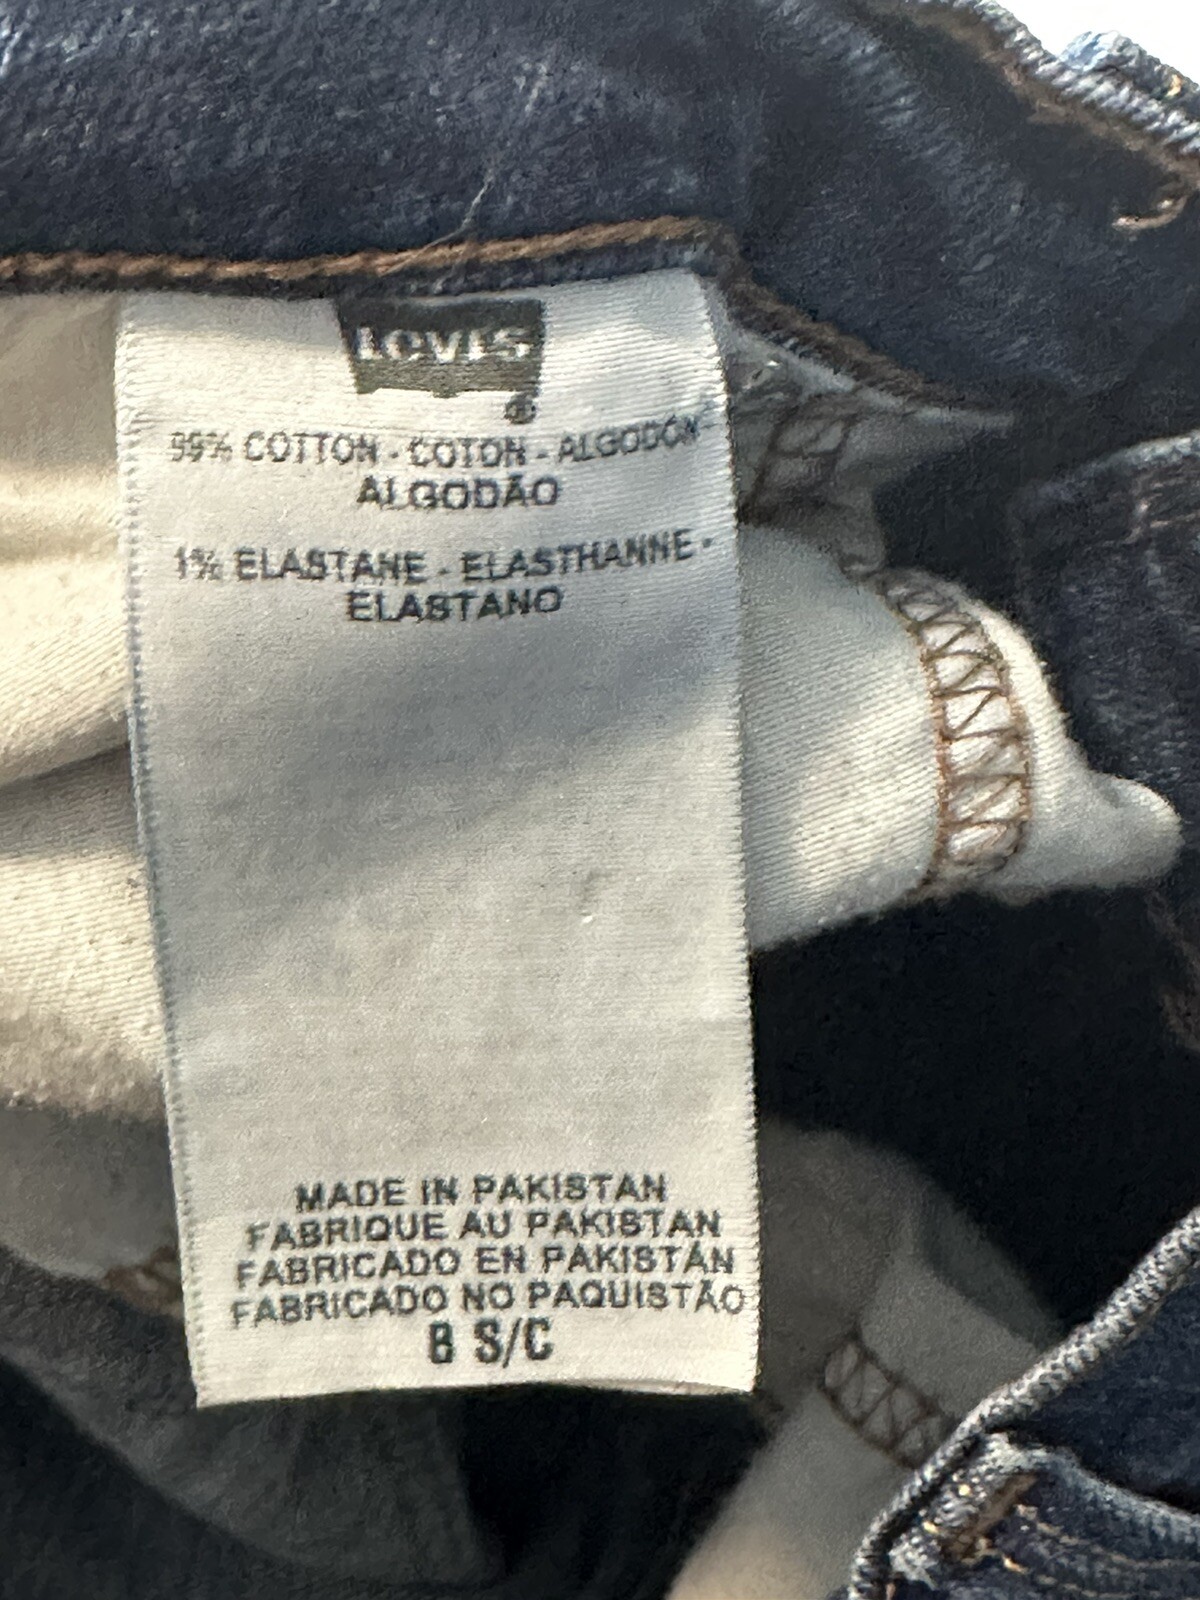 Levi's
®
99% COTTON - COTON - ALGODÓN -
ALGODÃO
1% ELASTANE - ELASTHANNE -
ELASTANO
MADE IN PAKISTAN
FABRIQUE AU PAKISTAN
FABRICADO EN PAKISTÁN
FABRICADO NO PAQUISTÃO
8 S/C